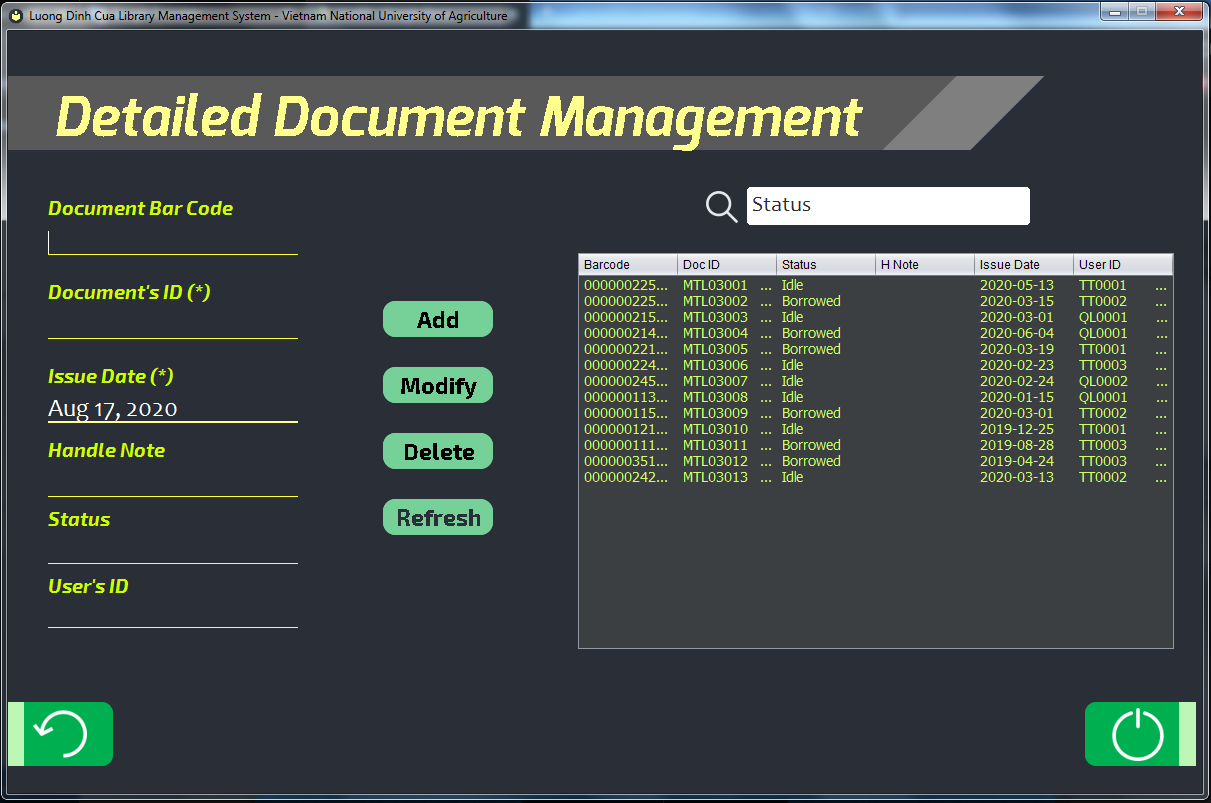 Luong Dinh Cua Library Management System - Vietnam National University of Agriculture
Detailed Document Management
Document Bar Code
Document's ID (*)
Issue Date (*)
Aug 17, 2020
Handle Note
Status
User's ID
Add
Modify
Delete
Refresh
Status
Barcode Doc ID Status H Note Issue Date User ID
000000225... MTL03001 ... Idle 2020-05-13 TT0001 ...
000000225... MTL03002 ... Borrowed 2020-03-15 TT0002 ...
000000215... MTL03003 ... Idle 2020-03-01 QL0001 ...
000000214... MTL03004 ... Borrowed 2020-06-04 QL0001 ...
000000221... MTL03005 ... Borrowed 2020-03-19 TT0001 ...
000000224... MTL03006 ... Idle 2020-02-23 TT0003 ...
000000245... MTL03007 ... Idle 2020-02-24 QL0002 ...
000000113... MTL03008 ... Idle 2020-01-15 QL0001 ...
000000115... MTL03009 ... Borrowed 2020-03-01 TT0002 ...
000000121... MTL03010 ... Idle 2019-12-25 TT0001 ...
000000111... MTL03011 ... Borrowed 2019-08-28 TT0003 ...
000000351... MTL03012 ... Borrowed 2019-04-24 TT0003 ...
000000242... MTL03013 ... Idle 2020-03-13 TT0002 ...